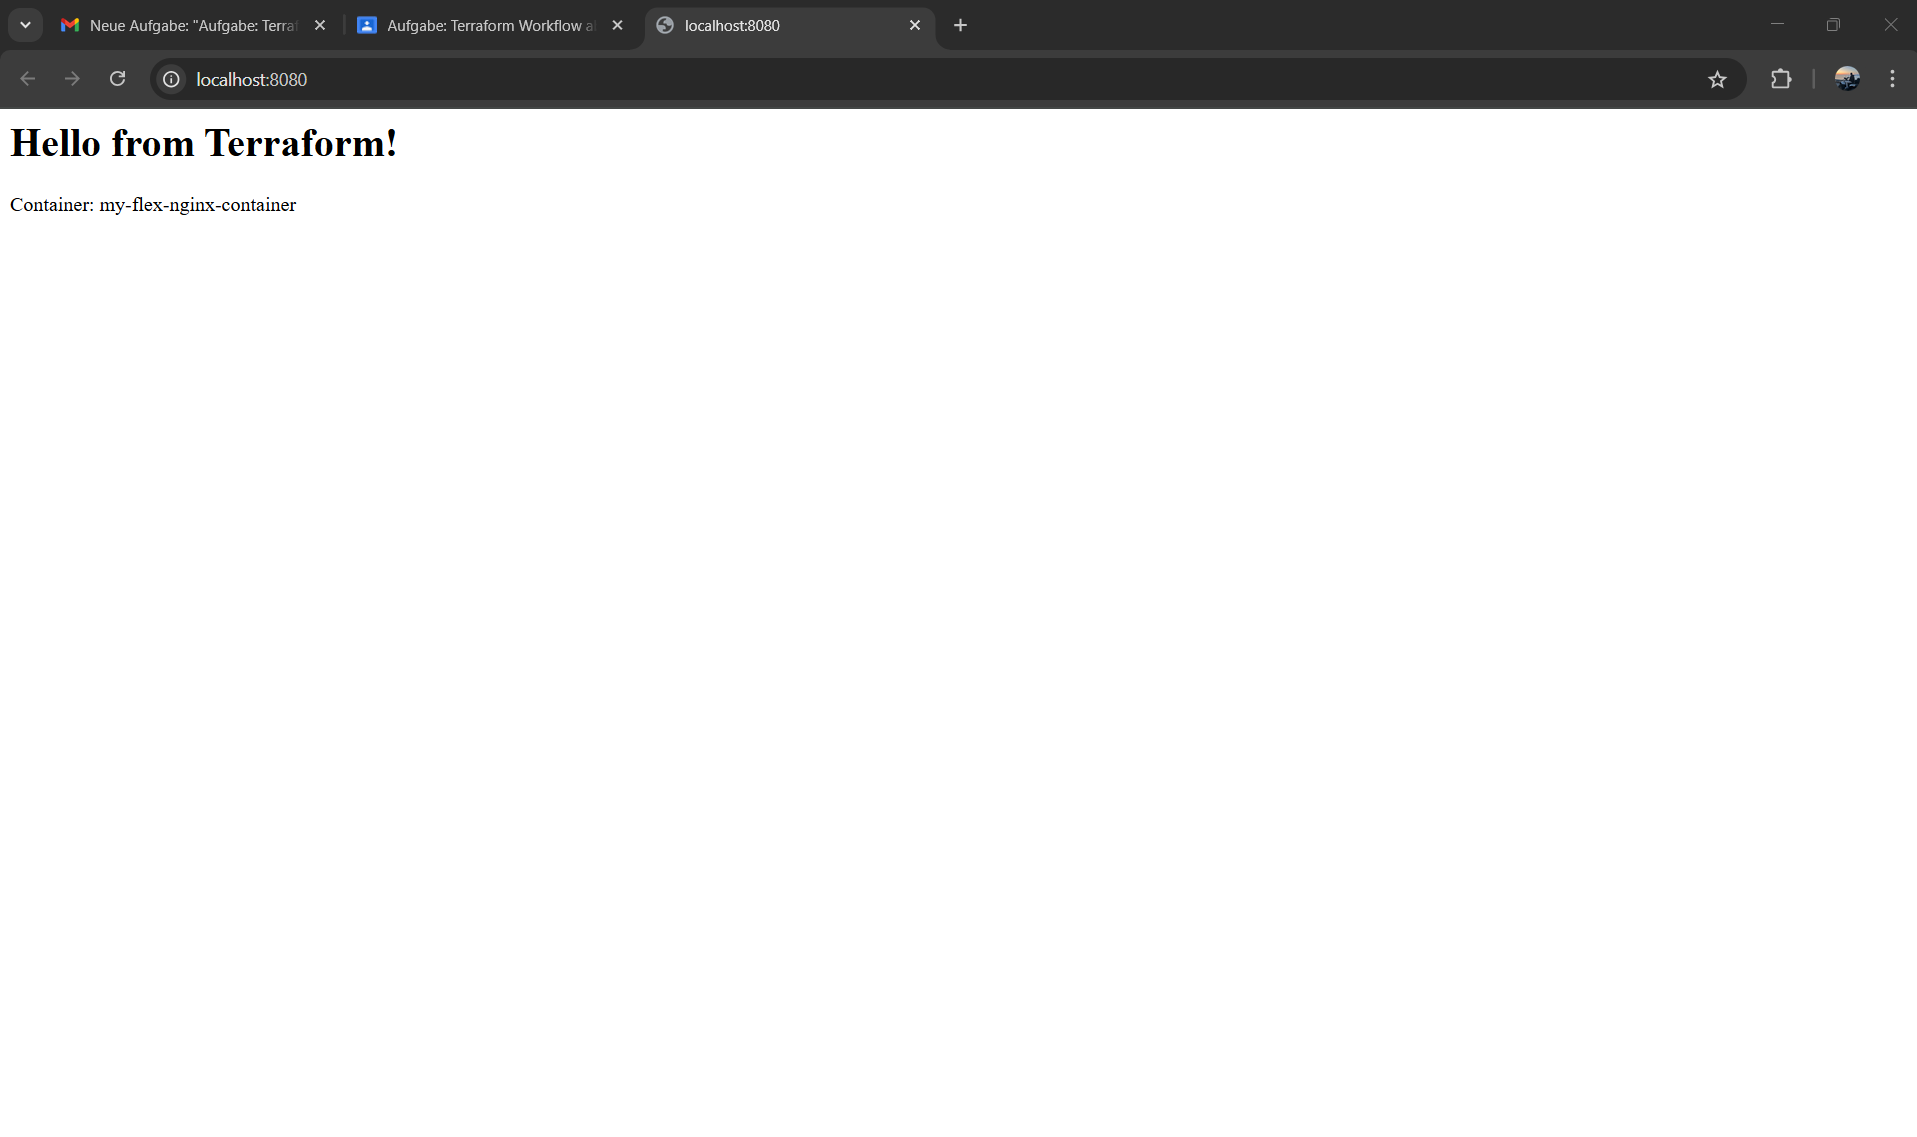 Neue Aufgabe: "Aufgabe: Terra
Aufgabe: Terraform Workflow a
localhost:8080
localhost:8080
Hello from Terraform!
Container: my-flex-nginx-container